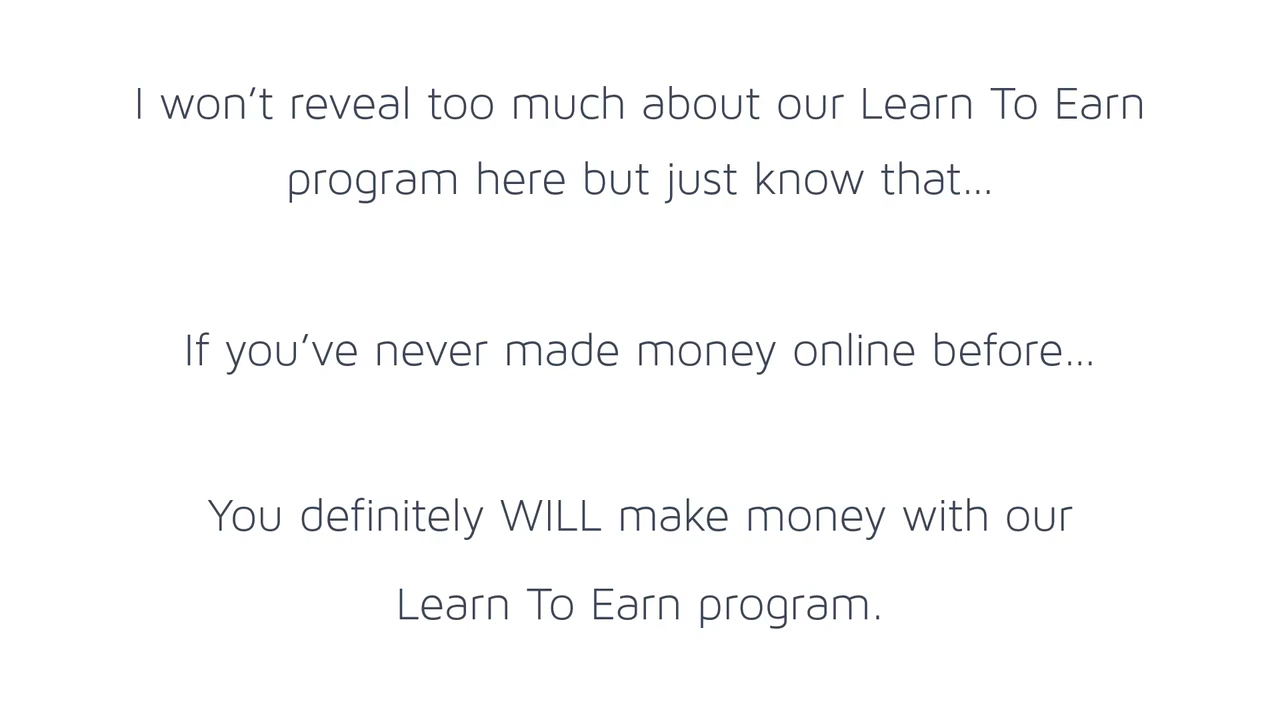 I won’t reveal too much about our Learn To Earn
program here but just know that...
If you’ve never made money online before...
You definitely WILL make money with our
Learn To Earn program.